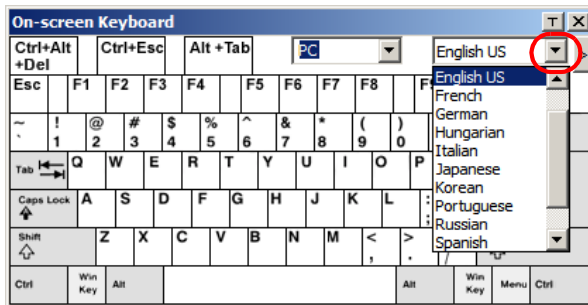 On-screen Keyboard T X
Ctrl+Alt +Del Ctrl+Esc Alt +Tab PC English US >
Esc F1 F2 F3 F4 F5 F6 F7 F8
English US
French
German
Hungarian
Italian
Japanese
Korean
Portuguese
Russian
Spanish
~ ! @ # $ % ^ & * ( )
` 1 2 3 4 5 6 7 8 9 0
Tab Q W E R T Y U I O P
Caps Lock A S D F G H J K L :
;
Shift Z X C V B N M < >
, . /
Ctrl Win Key Alt Alt Win Key Menu Ctrl